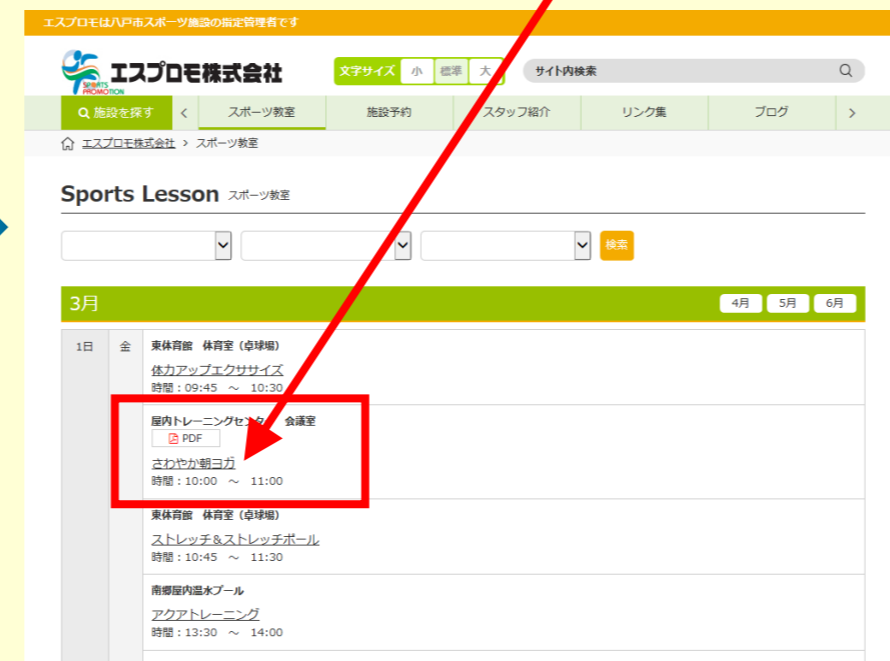 エスプロモは八戸市スポーツ施設の指定管理者です
SPORTS PROMOTION
エスプロモ株式会社
文字サイズ 小 標準 大 サイト内検索
施設を探す < スポーツ教室 施設予約 スタッフ紹介 リンク集 ブログ >
エスプロモ株式会社 > スポーツ教室
Sports Lesson スポーツ教室
検索
3月 4月 5月 6月
1日 金 東体育館 体育室（卓球場）
体力アップエクササイズ
時間：09:45 ～ 10:30
屋内トレーニングセンター 会議室
PDF
さわやか朝ヨガ
時間：10:00 ～ 11:00
東体育館 体育室（卓球場）
ストレッチ&ストレッチポール
時間：10:45 ～ 11:30
南郷屋内温水プール
アクアトレーニング
時間：13:30 ～ 14:00